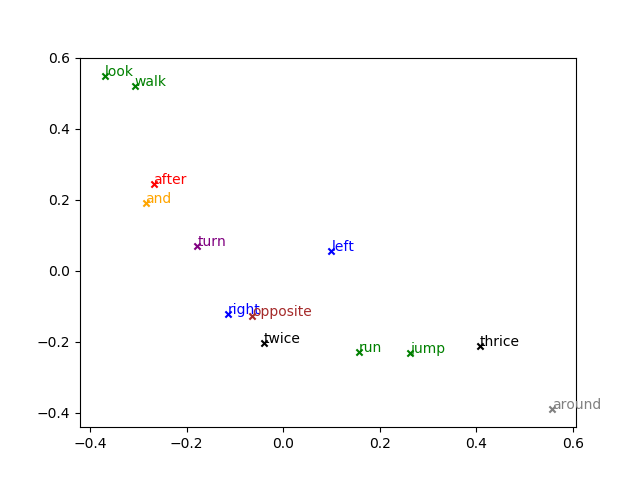 0.6
look
walk
0.4
after
0.2
and
turn
left
0.0
right
opposite
twice
run
jump
thrice
−0.2
around
−0.4
−0.4
−0.2
0.0
0.2
0.4
0.6